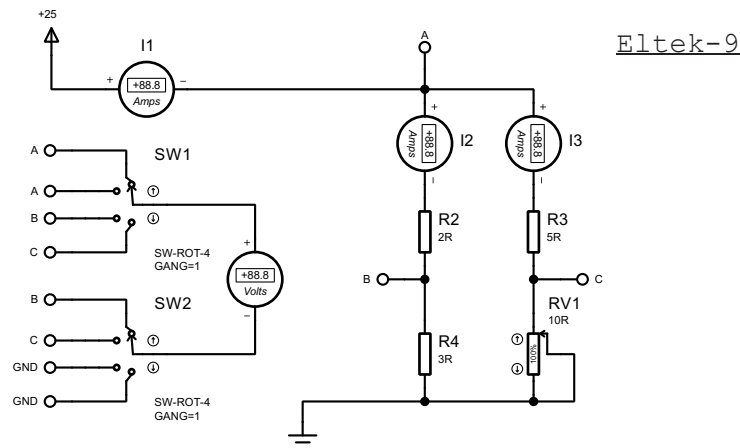 +25
I1
A
Eltek-9
+
+88.8
Amps
−
+
+88.8
Amps
−
I2
+
+88.8
Amps
−
I3
A
SW1
A
B
C
SW-ROT-4
GANG=1
+
+88.8
Volts
−
R2
2R
R3
5R
B
C
B
SW2
C
GND
GND
SW-ROT-4
GANG=1
R4
3R
RV1
10R
100%